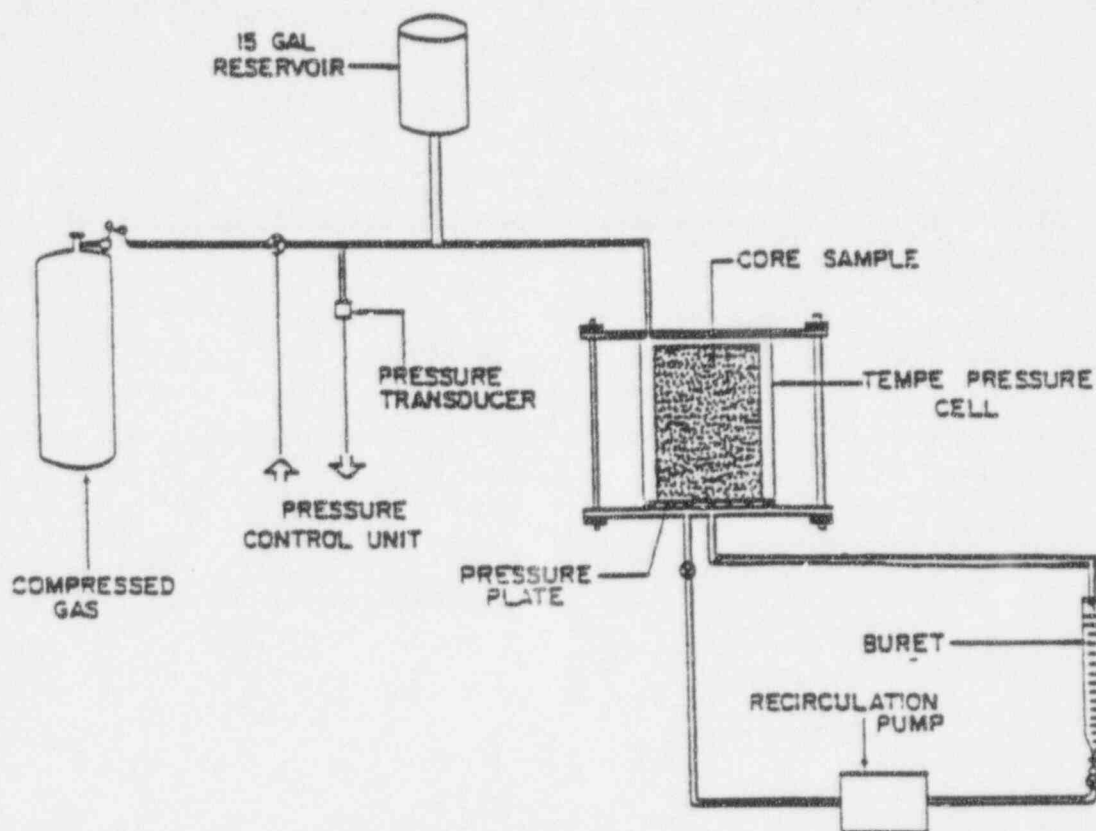 15 GAL
RESERVOIR
CORE SAMPLE
PRESSURE
TRANSDUCER
TEMPE PRESSURE
CELL
PRESSURE
CONTROL UNIT
COMPRESSED
GAS
PRESSURE
PLATE
BURET
RECIRCULATION
PUMP